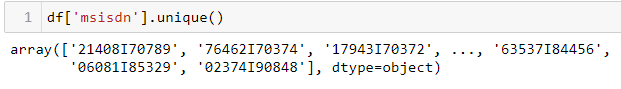 1 df['msisdn'].unique()
array(['21408I70789', '76462I70374', '17943I70372', ..., '63537I84456',
'06081I85329', '02374I90848'], dtype=object)